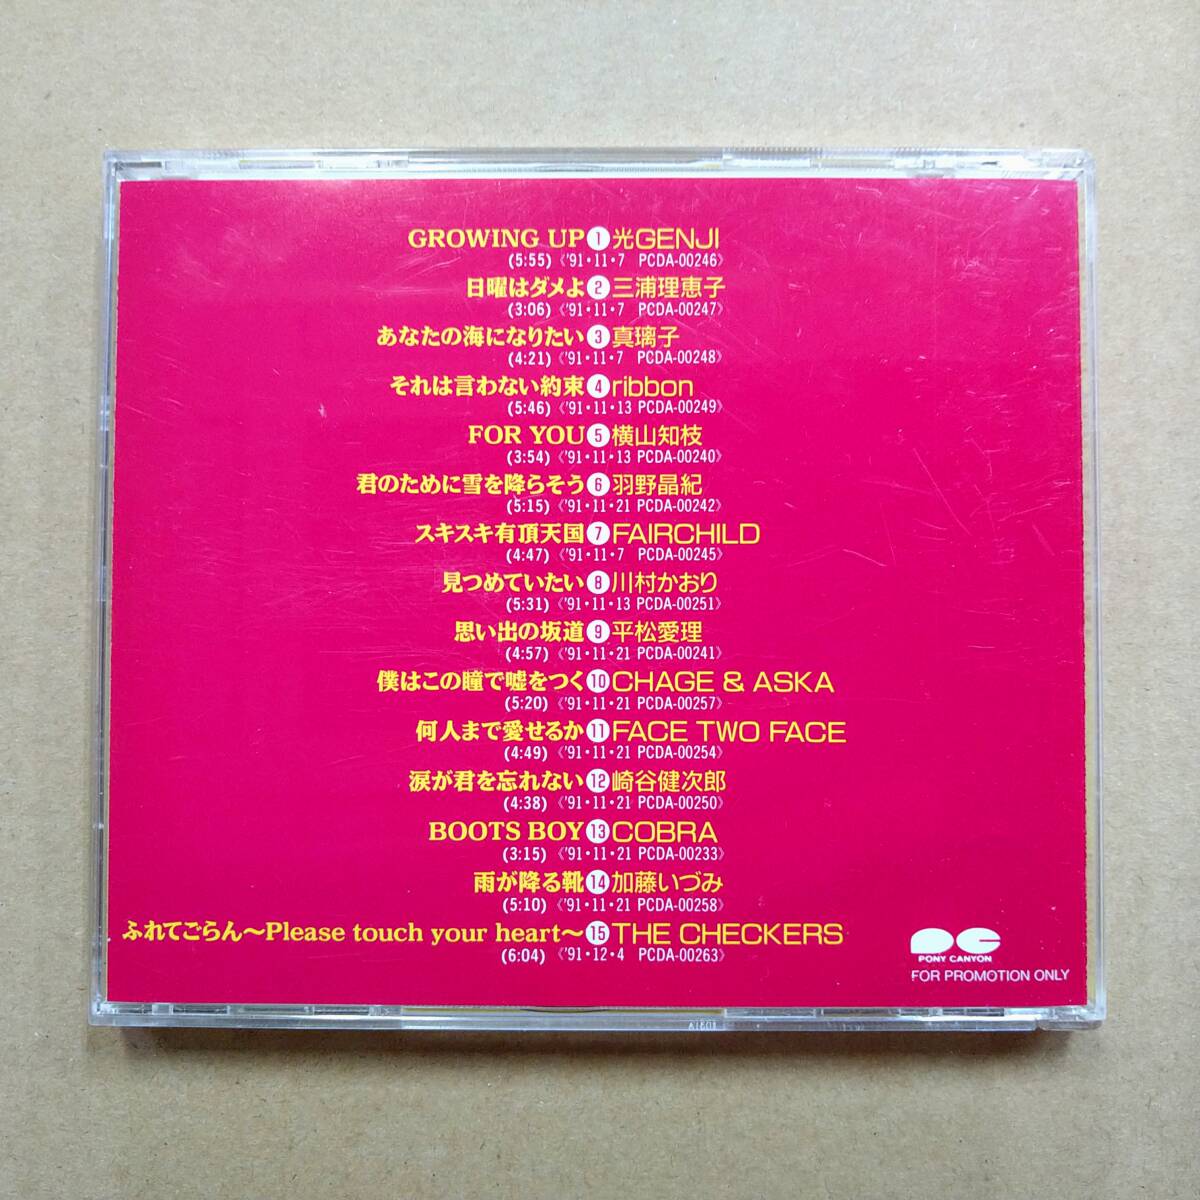 GROWING UP 1 光GENJI
(5:55) 〈'91・11・7 PCDA-00246〉
日曜はダメよ 2 三浦理恵子
(3:06) 〈'91・11・7 PCDA-00247〉
あなたの海になりたい 3 真璃子
(4:21) 〈'91・11・7 PCDA-00248〉
それは言わない約束 4 ribbon
(5:46) 〈'91・11・13 PCDA-00249〉
FOR YOU 5 横山知枝
(3:54) 〈'91・11・13 PCDA-00240〉
君のために雪を降らそう 6 羽野晶紀
(5:15) 〈'91・11・21 PCDA-00242〉
スキスキ有頂天国 7 FAIRCHILD
(4:47) 〈'91・11・7 PCDA-00245〉
見つめていたい 8 川村かおり
(5:31) 〈'91・11・13 PCDA-00251〉
思い出の坂道 9 平松愛理
(4:57) 〈'91・11・21 PCDA-00241〉
僕はこの瞳で嘘をつく 10 CHAGE & ASKA
(5:20) 〈'91・11・21 PCDA-00257〉
何人まで愛せるか 11 FACE TWO FACE
(4:49) 〈'91・11・21 PCDA-00254〉
涙が君を忘れない 12 崎谷健次郎
(4:38) 〈'91・11・21 PCDA-00250〉
BOOTS BOY 13 COBRA
(3:15) 〈'91・11・21 PCDA-00233〉
雨が降る靴 14 加藤いづみ
(5:10) 〈'91・11・21 PCDA-00258〉
ふれてごらん〜Please touch your heart〜 15 THE CHECKERS
(6:04) 〈'91・12・4 PCDA-00263〉
PC
PONY CANYON
FOR PROMOTION ONLY